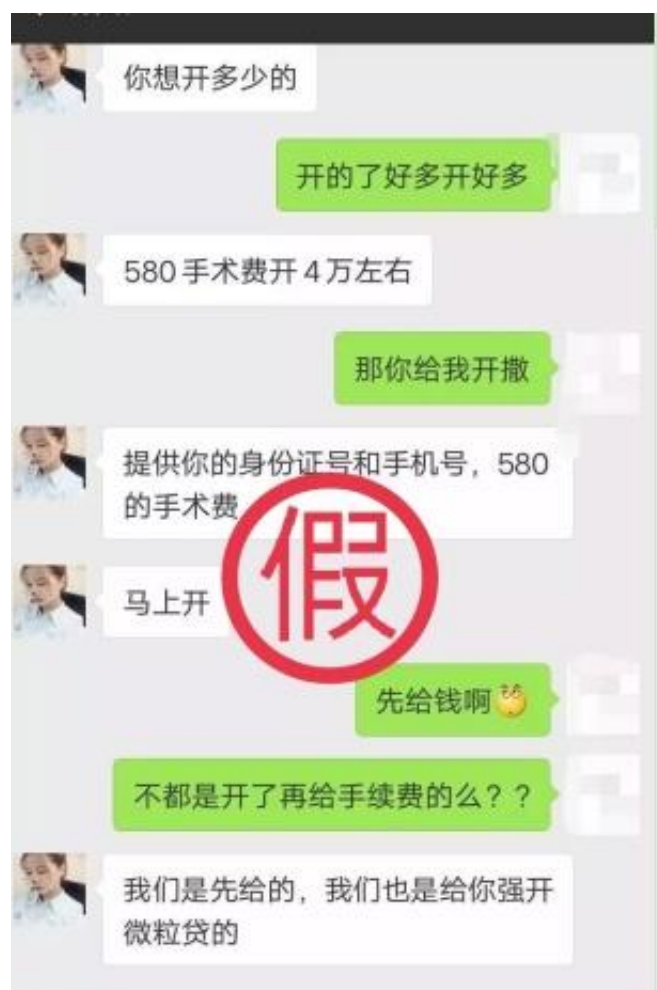 你想开多少的
开的了好多开好多
580手术费开4万左右
那你给我开撒
提供你的身份证号和手机号，580
的手术费
假
马上开
先给钱啊
不都是开了再给手续费的么？？
我们是先给的，我们也是给你强开
微粒贷的